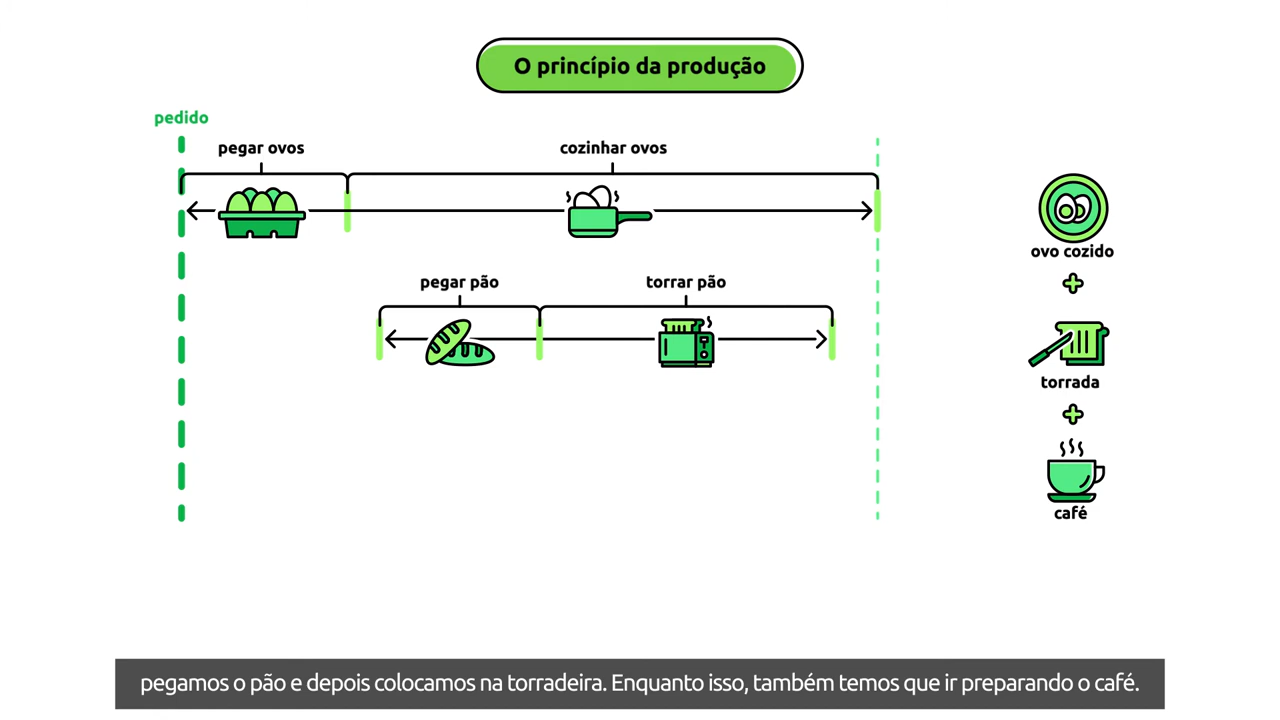 O princípio da produção
pedido
pegar ovos
cozinhar ovos
ovo cozido
pegar pão
torrar pão
torrada
café
pegamos o pão e depois colocamos na torradeira. Enquanto isso, também temos que ir preparando o café.